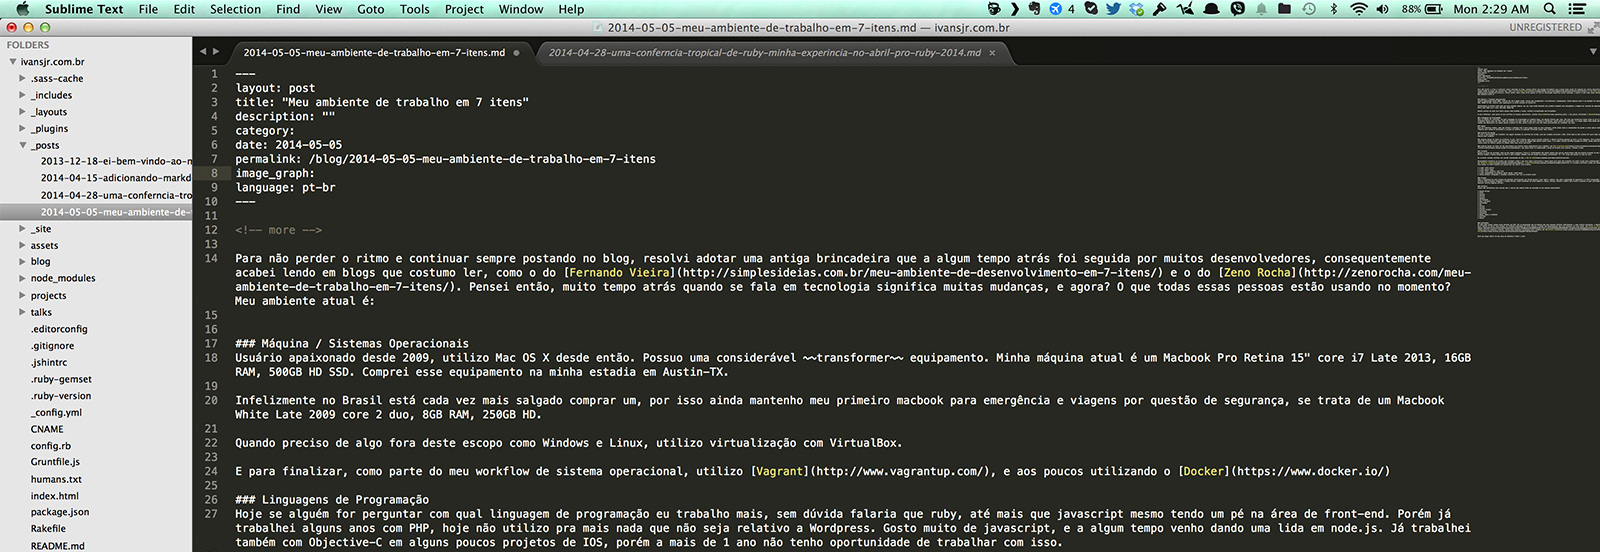 Sublime Text File Edit Selection Find View Goto Tools Project Window Help 4 88% Mon 2:29 AM
2014-05-05-meu-ambiente-de-trabalho-em-7-itens.md — ivansjr.com.br UNREGISTERED
FOLDERS
ivansjr.com.br
.sass-cache
_includes
_layouts
_plugins
_posts
2013-12-18-ei-bem-vindo-ao-n
2014-04-15-adicionando-markd
2014-04-28-uma-conferncia-tro
2014-05-05-meu-ambiente-de-
_site
assets
blog
node_modules
projects
talks
.editorconfig
.gitignore
.jshintrc
.ruby-gemset
.ruby-version
_config.yml
CNAME
config.rb
Gruntfile.js
humans.txt
index.html
package.json
Rakefile
README.md
2014-05-05-meu-ambiente-de-trabalho-em-7-itens.md 2014-04-28-uma-conferncia-tropical-de-ruby-minha-experincia-no-abril-pro-ruby-2014.md
1 ---
2 layout: post
3 title: "Meu ambiente de trabalho em 7 itens"
4 description: ""
5 category:
6 date: 2014-05-05
7 permalink: /blog/2014-05-05-meu-ambiente-de-trabalho-em-7-itens
8 image_graph:
9 language: pt-br
10 ---
11
12 <!-- more -->
13
14 Para não perder o ritmo e continuar sempre postando no blog, resolvi adotar uma antiga brincadeira que a algum tempo atrás foi seguida por muitos desenvolvedores, consequentemente
acabei lendo em blogs que costumo ler, como o do [Fernando Vieira](http://simplesideias.com.br/meu-ambiente-de-desenvolvimento-em-7-itens/) e o do [Zeno Rocha](http://zenorocha.com/meu-
ambiente-de-trabalho-em-7-itens/). Pensei então, muito tempo atrás quando se fala em tecnologia significa muitas mudanças, e agora? O que todas essas pessoas estão usando no momento?
Meu ambiente atual é:
15
16
17 ### Máquina / Sistemas Operacionais
18 Usuário apaixonado desde 2009, utilizo Mac OS X desde então. Possuo uma considerável ~~transformer~~ equipamento. Minha máquina atual é um Macbook Pro Retina 15" core i7 Late 2013, 16GB
RAM, 500GB HD SSD. Comprei esse equipamento na minha estadia em Austin-TX.
19
20 Infelizmente no Brasil está cada vez mais salgado comprar um, por isso ainda mantenho meu primeiro macbook para emergência e viagens por questão de segurança, se trata de um Macbook
White Late 2009 core 2 duo, 8GB RAM, 250GB HD.
21
22 Quando preciso de algo fora deste escopo como Windows e Linux, utilizo virtualização com VirtualBox.
23
24 E para finalizar, como parte do meu workflow de sistema operacional, utilizo [Vagrant](http://www.vagrantup.com/), e aos poucos utilizando o [Docker](https://www.docker.io/)
25
26 ### Linguagens de Programação
27 Hoje se alguém for perguntar com qual linguagem de programação eu trabalho mais, sem dúvida falaria que ruby, até mais que javascript mesmo tendo um pé na área de front-end. Porém já
trabalhei alguns anos com PHP, hoje não utilizo pra mais nada que não seja relativo a Wordpress. Gosto muito de javascript, e a algum tempo venho dando uma lida em node.js. Já trabalhei
também com Objective-C em alguns poucos projetos de IOS, porém a mais de 1 ano não tenho oportunidade de trabalhar com isso.